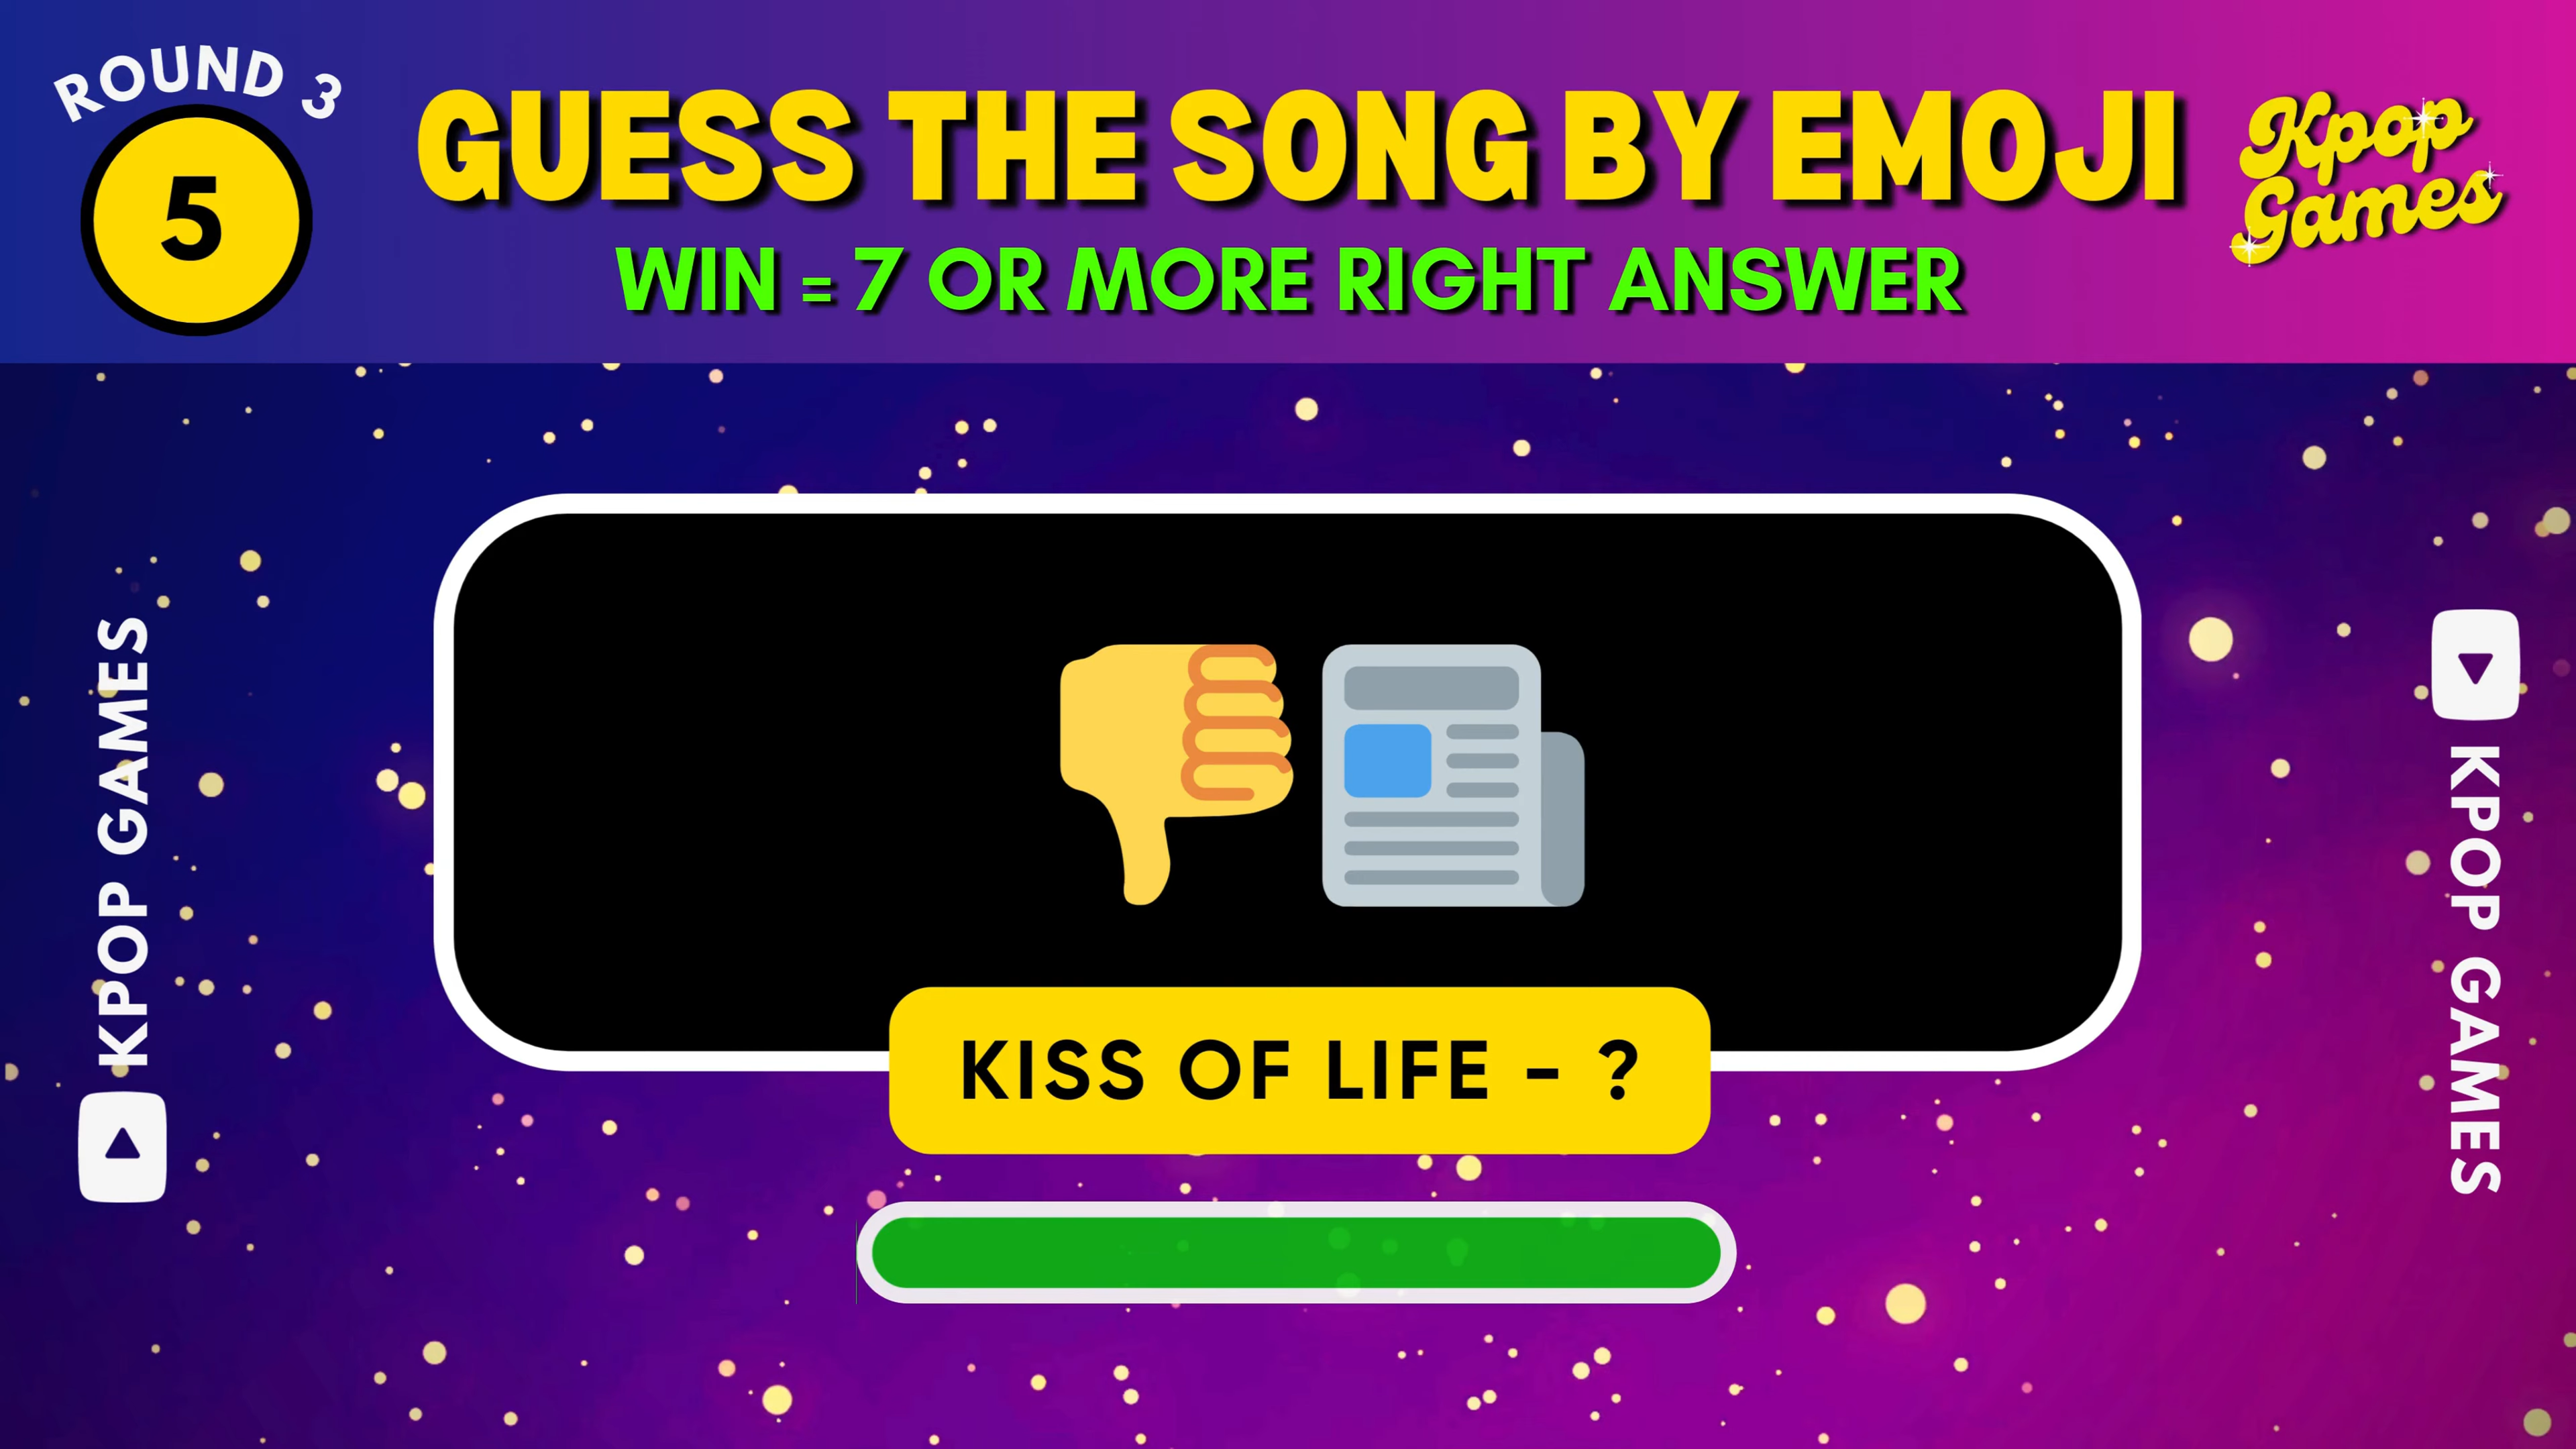 ROUND 3
5
GUESS THE SONG BY EMOJI
WIN = 7 OR MORE RIGHT ANSWER
Kpop
Games
KPOP GAMES
KPOP GAMES
KISS OF LIFE - ?